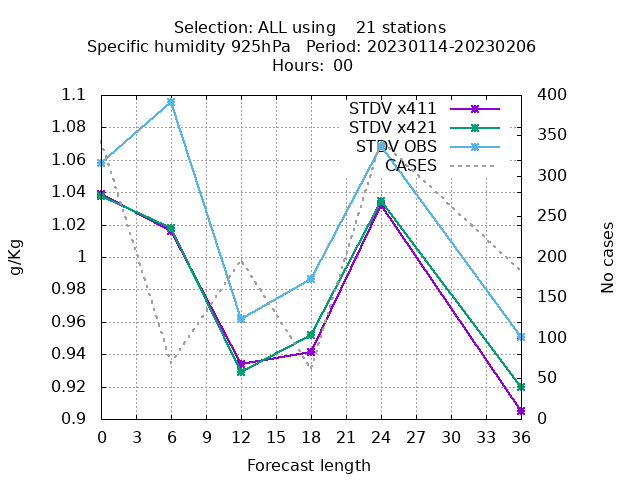 Selection: ALL using    21 stations
Specific humidity 925hPa   Period: 20230114-20230206
Hours:  00
g/Kg
1.1
1.08
1.06
1.04
1.02
1
0.98
0.96
0.94
0.92
0.9
STDV x411
STDV x421
STDV OBS
CASES
400
350
300
250
200
150
100
50
0
No cases
0 3 6 9 12 15 18 21 24 27 30 33 36
Forecast length